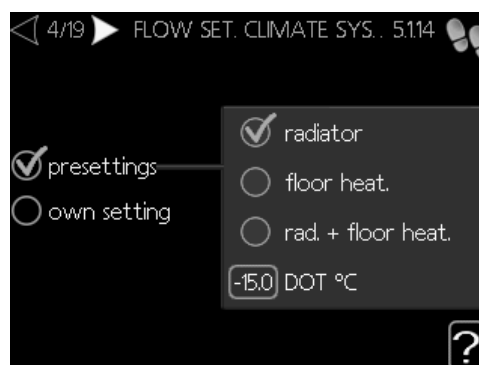 4/19 FLOW SET. CLIMATE SYS.. 5.1.14
presettings
own setting
radiator
floor heat.
rad. + floor heat.
-15.0 DOT °C
?